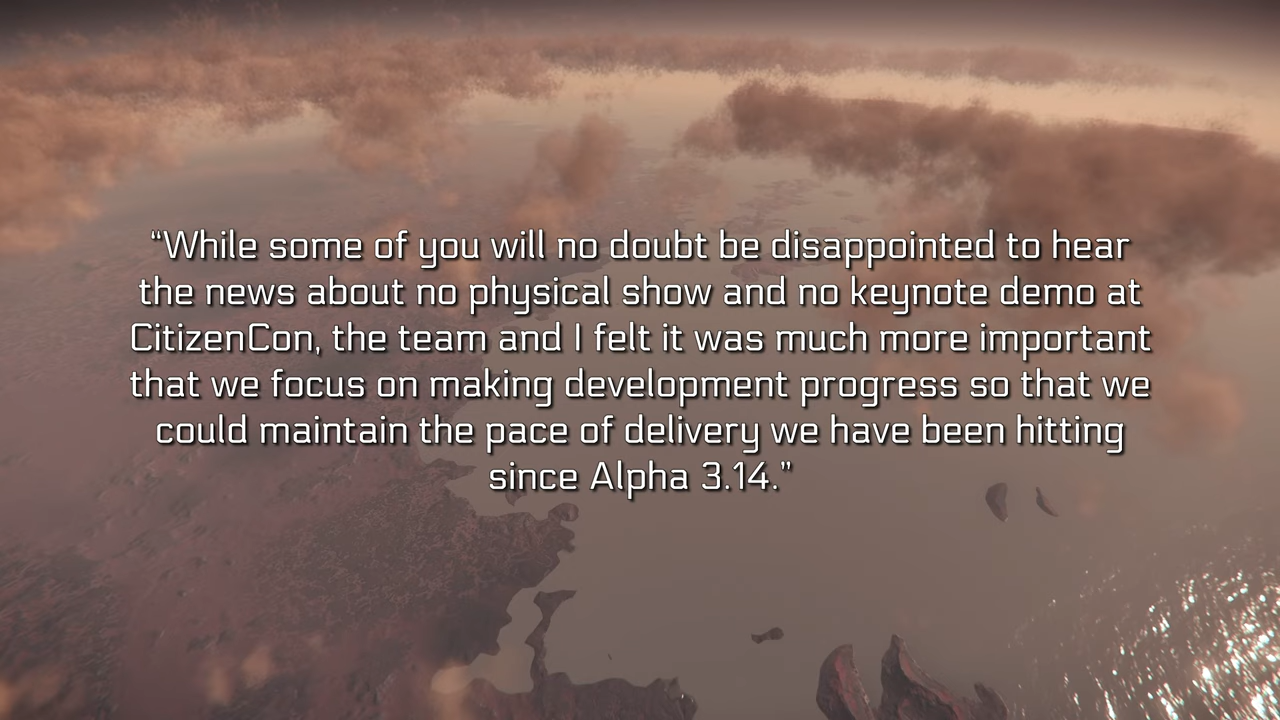 “While some of you will no doubt be disappointed to hear
the news about no physical show and no keynote demo at
CitizenCon, the team and I felt it was much more important
that we focus on making development progress so that we
could maintain the pace of delivery we have been hitting
since Alpha 3.14.”